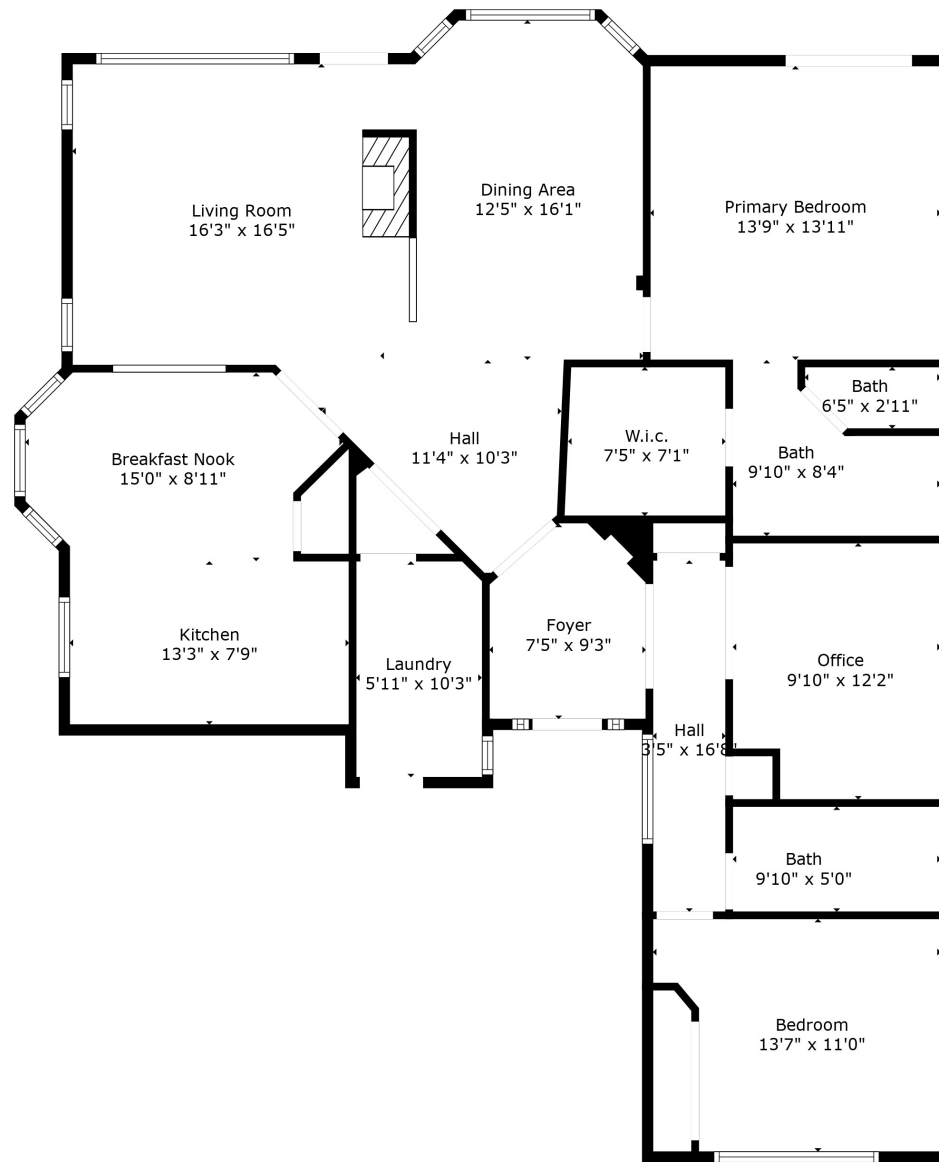 Living Room
16'3" x 16'5"
Dining Area
12'5" x 16'1"
Primary Bedroom
13'9" x 13'11"
Bath
6'5" x 2'11"
Breakfast Nook
15'0" x 8'11"
Hall
11'4" x 10'3"
W.i.c.
7'5" x 7'1"
Bath
9'10" x 8'4"
Kitchen
13'3" x 7'9"
Laundry
5'11" x 10'3"
Foyer
7'5" x 9'3"
Office
9'10" x 12'2"
Hall
3'5" x 16'8"
Bath
9'10" x 5'0"
Bedroom
13'7" x 11'0"